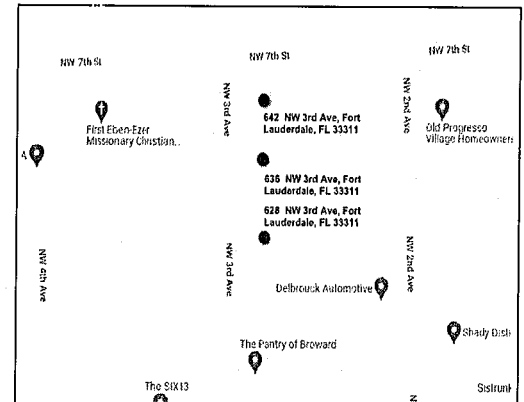 NW 7th St
NW 7th St
NW 7th St
NW 3rd Ave
NW 2nd Ave
642 NW 3rd Ave, Fort
Lauderdale, FL 33311
First Eben-Ezer
Missionary Christian...
Old Progresso
Village Homeowners
A
636 NW 3rd Ave, Fort
Lauderdale, FL 33311
628 NW 3rd Ave, Fort
Lauderdale, FL 33311
NW 4th Ave
NW 3rd Ave
NW 2nd Ave
Delbrouck Automotive
Shady Disti
The Pantry of Broward
The SIX13
Sistrunk
N